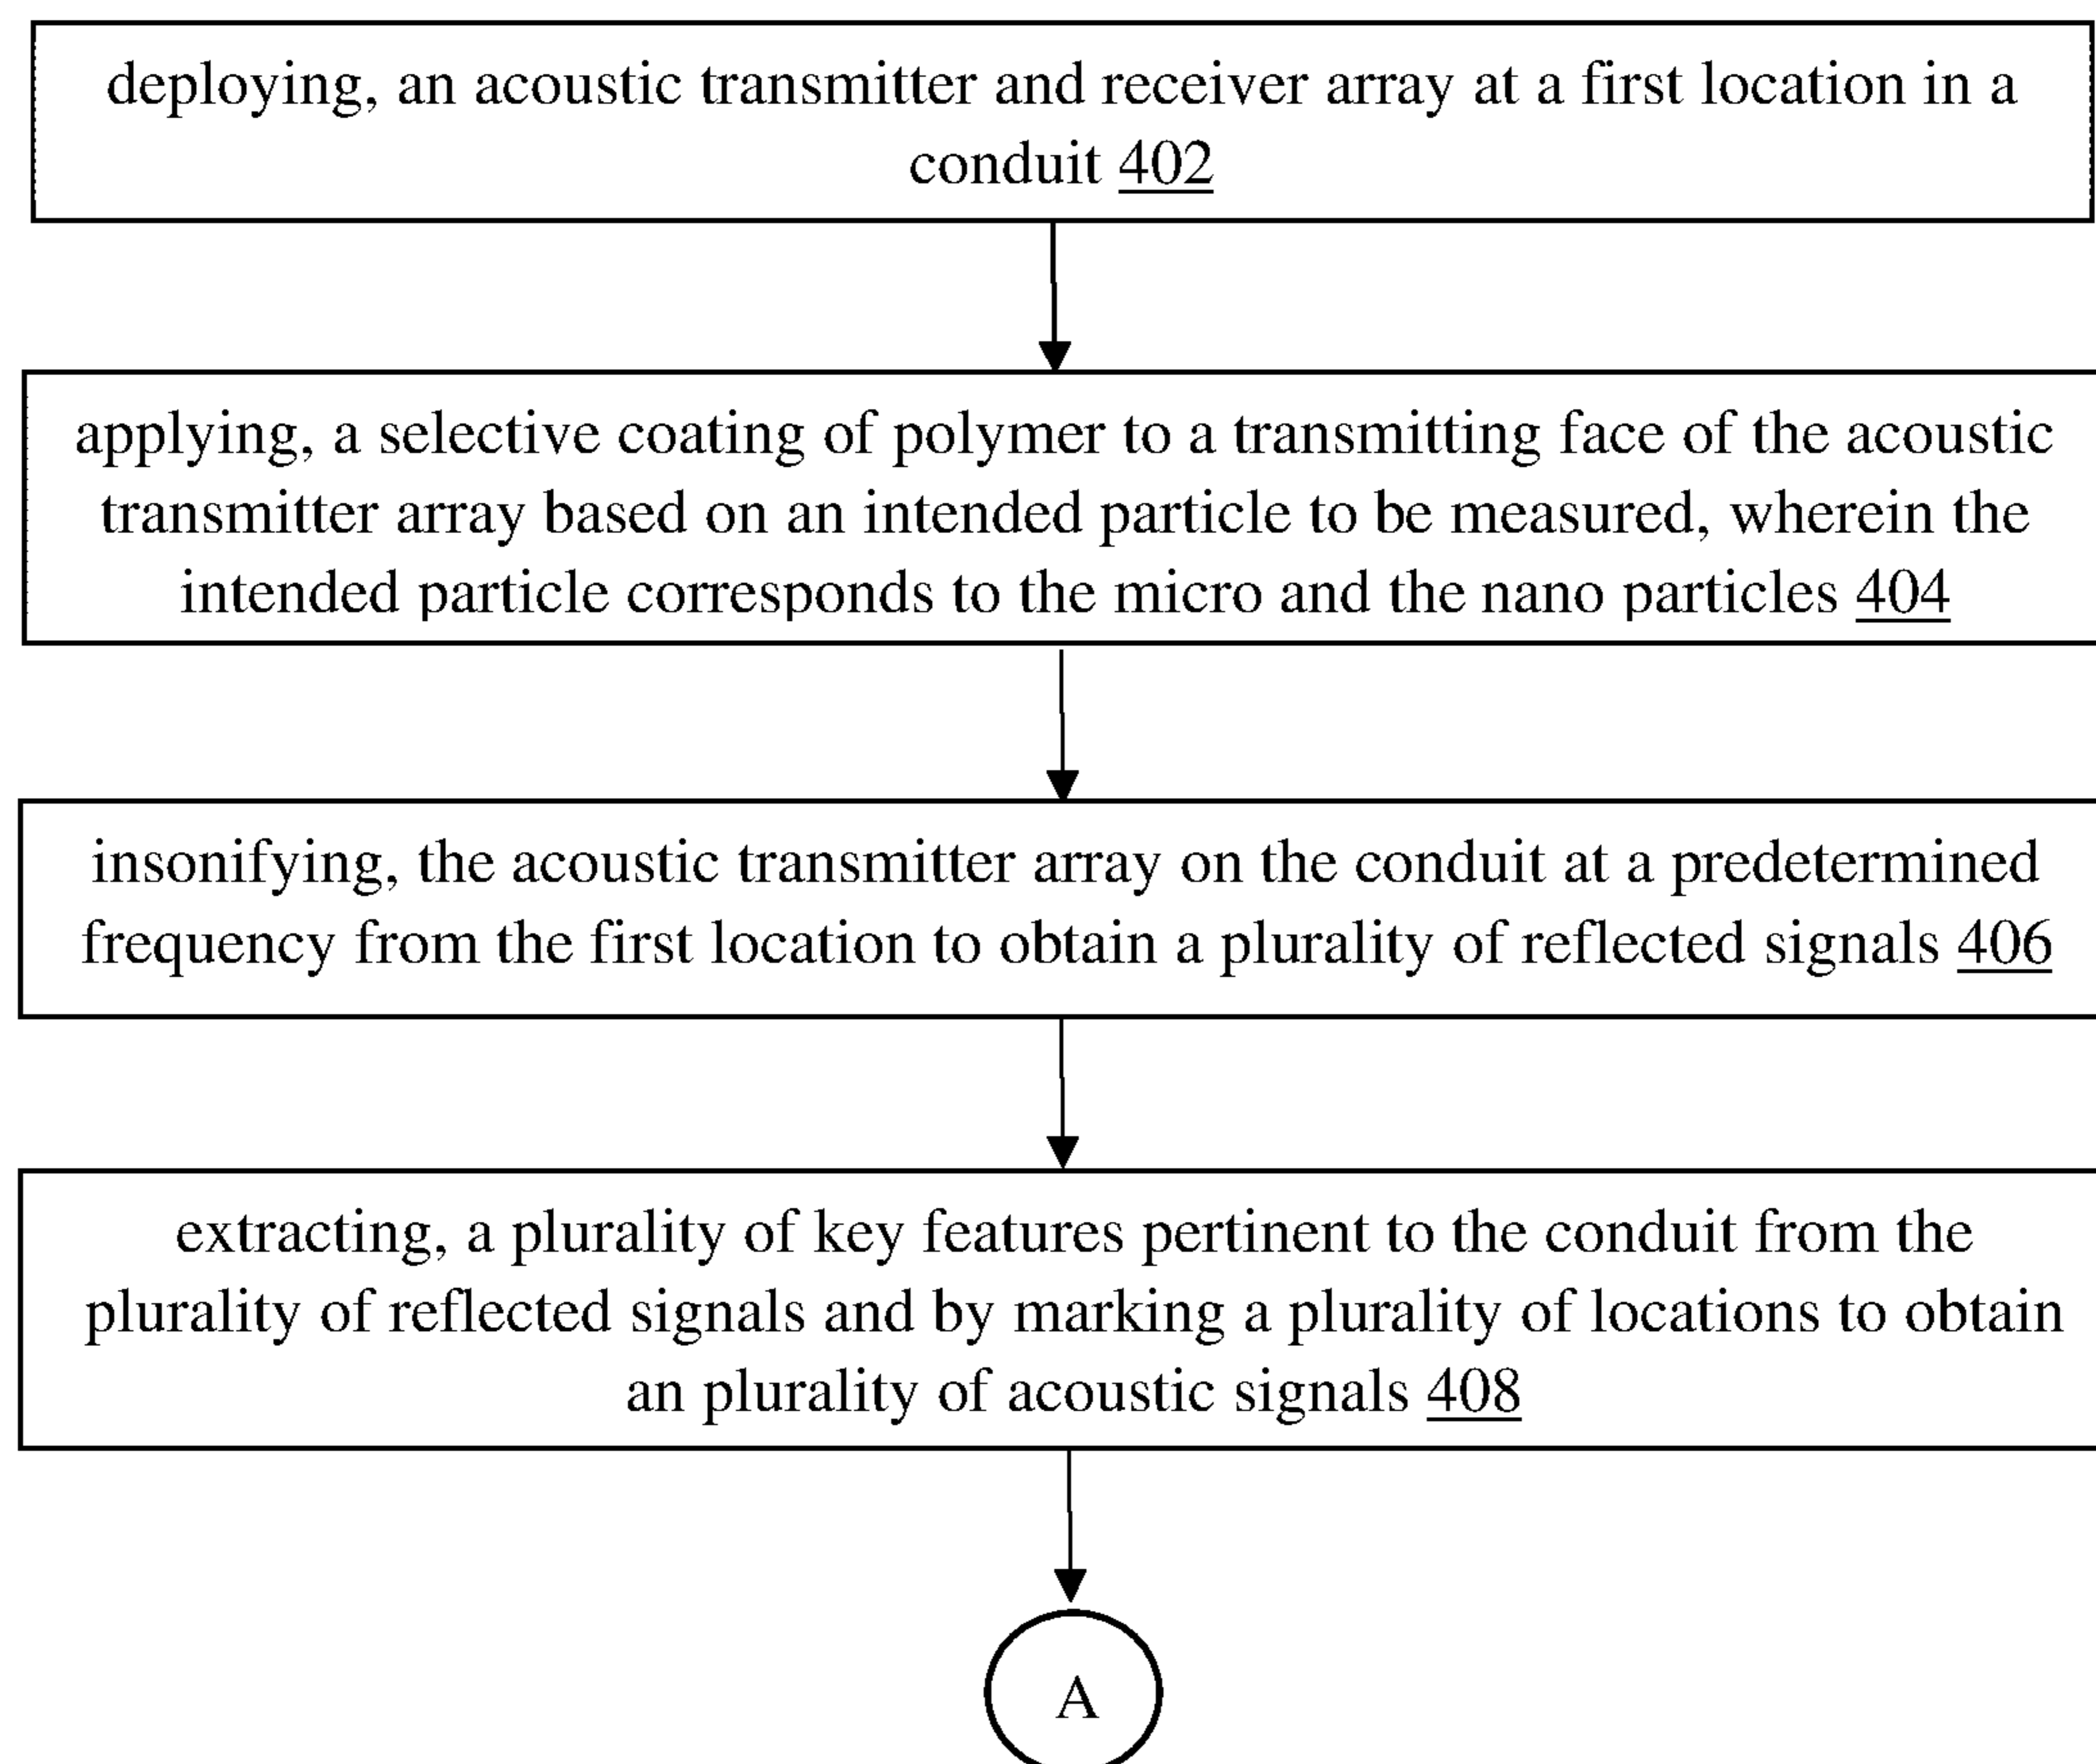 deploying, an acoustic transmitter and receiver array at a first location in a
conduit 402
applying, a selective coating of polymer to a transmitting face of the acoustic
transmitter array based on an intended particle to be measured, wherein the
intended particle corresponds to the micro and the nano particles 404
insonifying, the acoustic transmitter array on the conduit at a predetermined
frequency from the first location to obtain a plurality of reflected signals 406
extracting, a plurality of key features pertinent to the conduit from the
plurality of reflected signals and by marking a plurality of locations to obtain
an plurality of acoustic signals 408
A